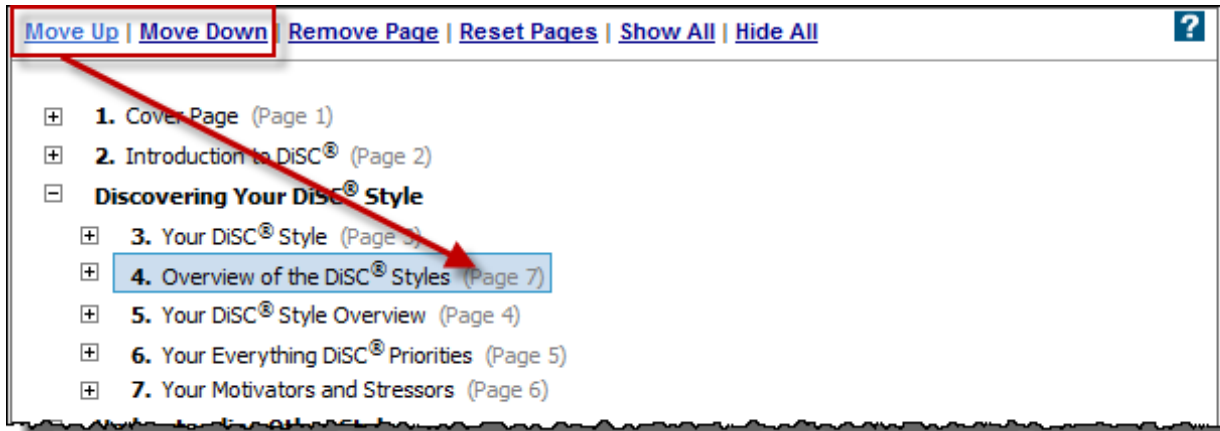 Move Up | Move Down | Remove Page | Reset Pages | Show All | Hide All ?
1. Cover Page (Page 1)
2. Introduction to DiSC® (Page 2)
Discovering Your DiSC® Style
3. Your DiSC® Style (Page 3)
4. Overview of the DiSC® Styles (Page 7)
5. Your DiSC® Style Overview (Page 4)
6. Your Everything DiSC® Priorities (Page 5)
7. Your Motivators and Stressors (Page 6)